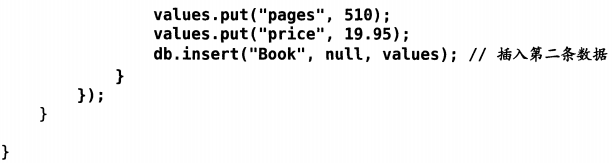 values.put("pages", 510);
values.put("price", 19.95);
db.insert("Book", null, values); // 插入第二条数据
}
});
}
}